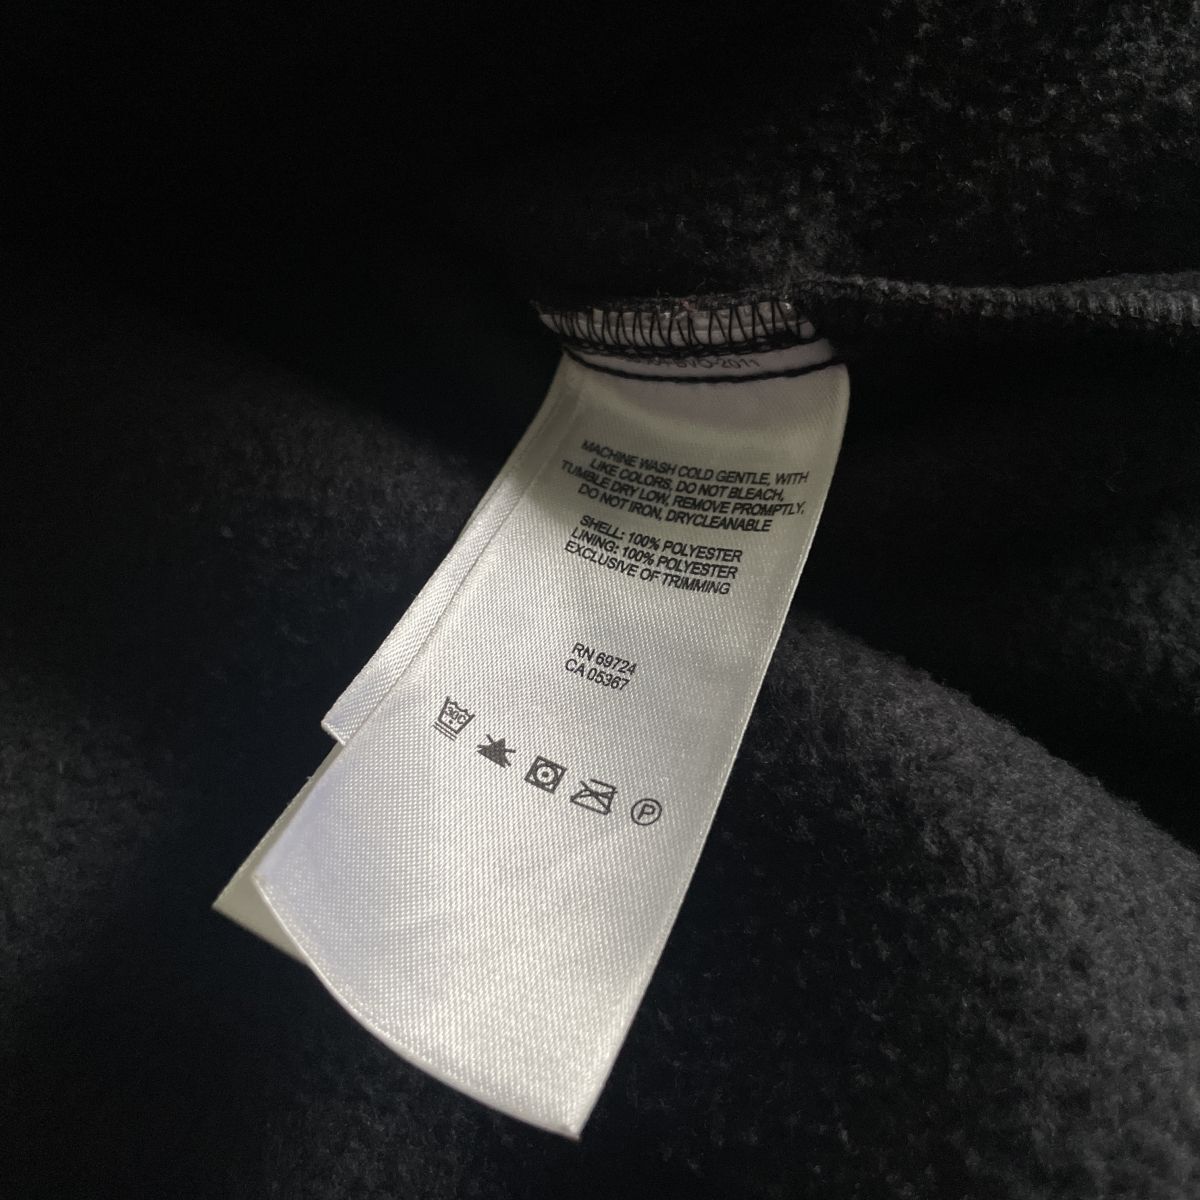 MACHINE WASH COLD GENTLE, WITH
LIKE COLORS, DO NOT BLEACH,
TUMBLE DRY LOW, REMOVE PROMPTLY,
DO NOT IRON, DRYCLEANABLE
SHELL: 100% POLYESTER
LINING: 100% POLYESTER
EXCLUSIVE OF TRIMMING
RN 69724
CA 05367
30C
P